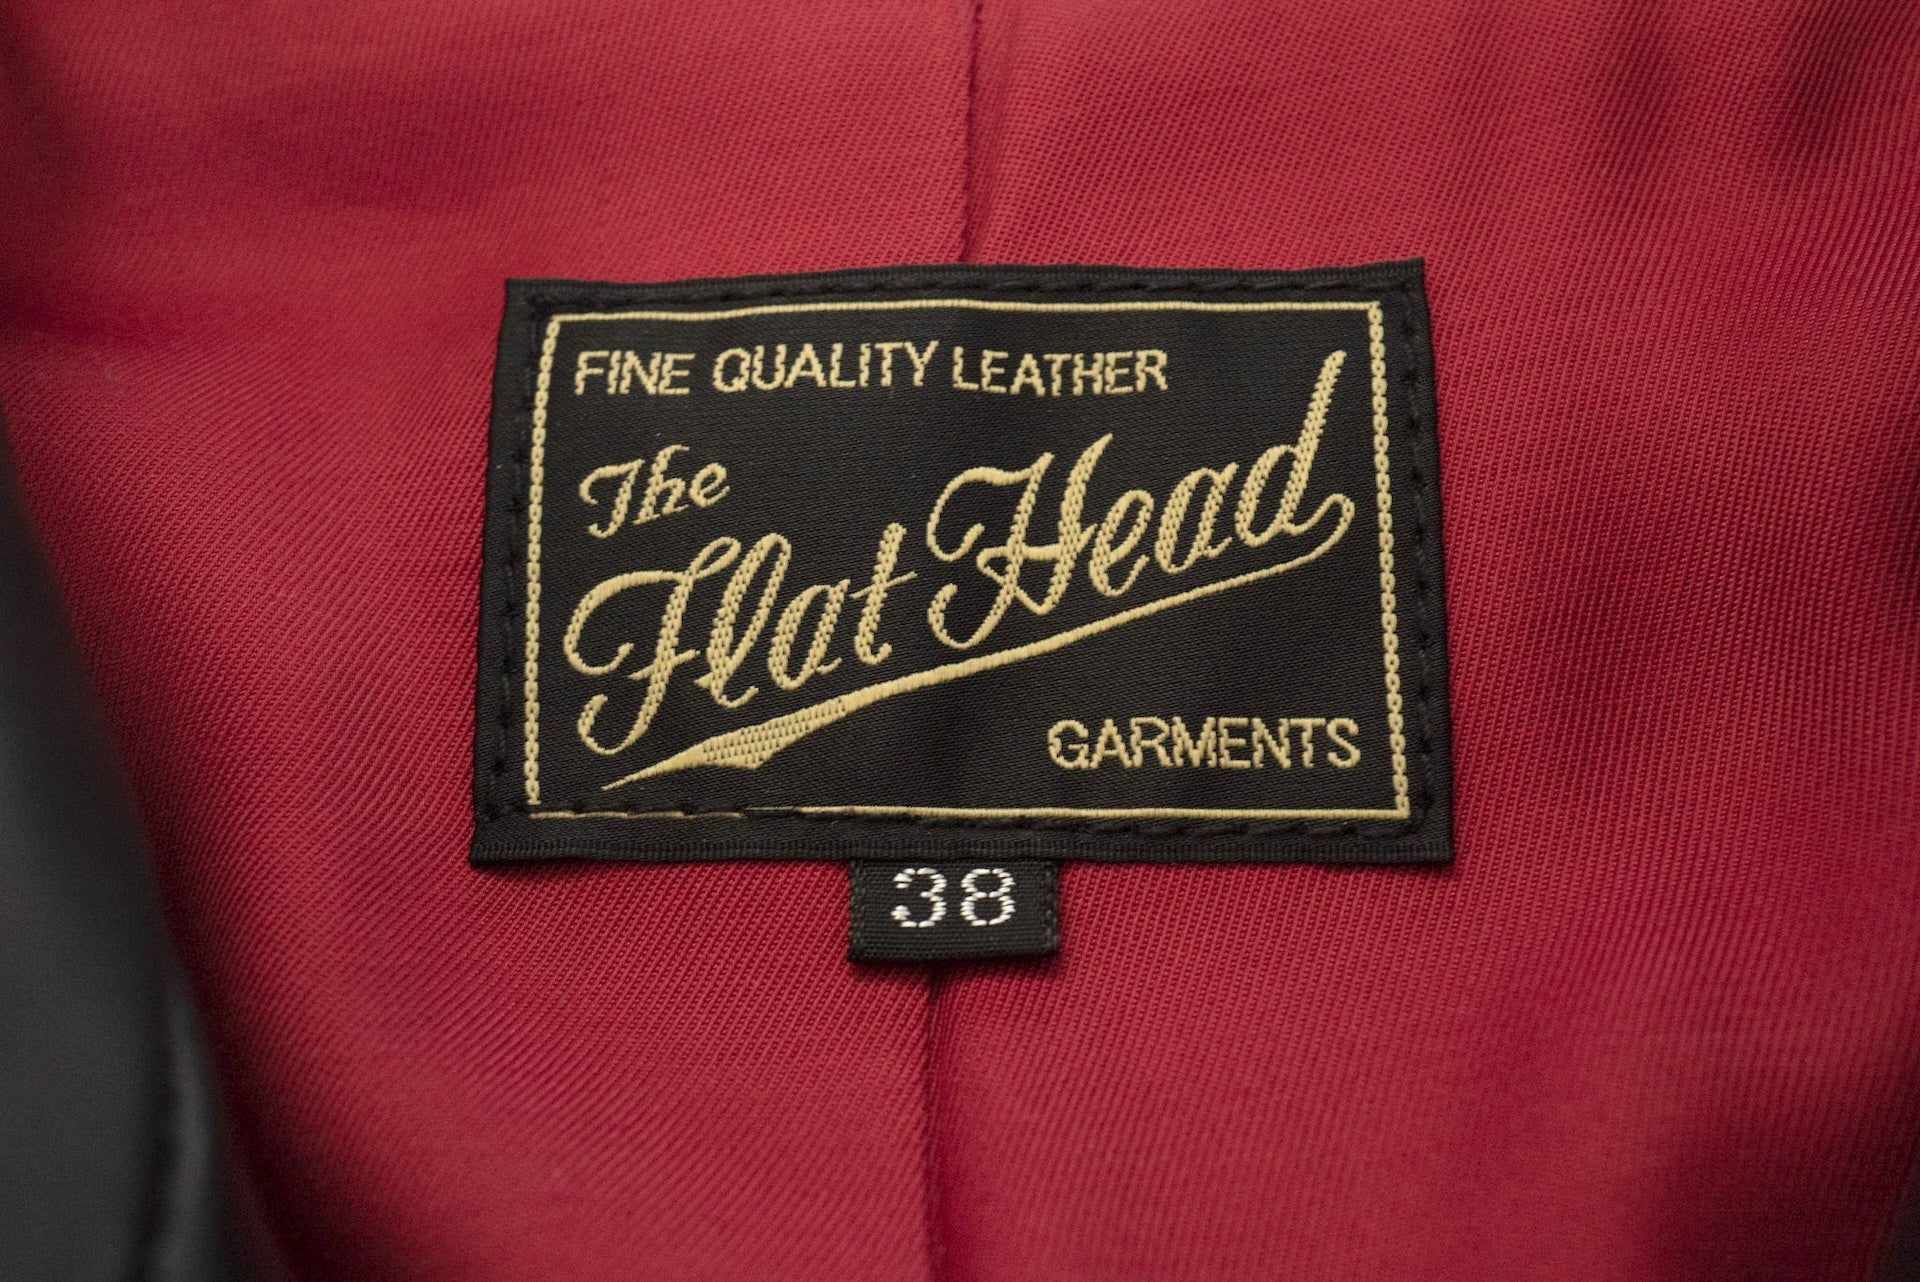 FINE QUALITY LEATHER
The
Flat Head
GARMENTS
38